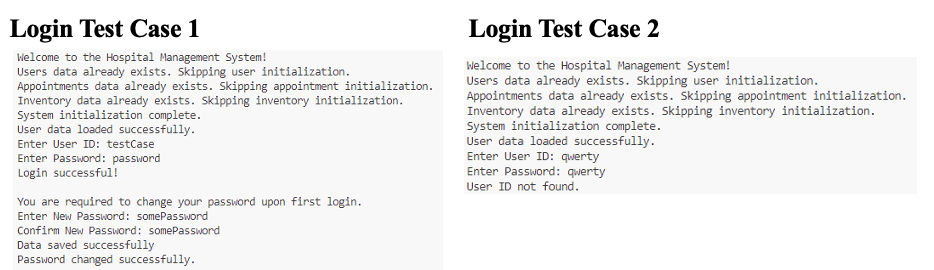 Login Test Case 1
Welcome to the Hospital Management System!
Users data already exists. Skipping user initialization.
Appointments data already exists. Skipping appointment initialization.
Inventory data already exists. Skipping inventory initialization.
System initialization complete.
User data loaded successfully.
Enter User ID: testCase
Enter Password: password
Login successful!
You are required to change your password upon first login.
Enter New Password: somePassword
Confirm New Password: somePassword
Data saved successfully
Password changed successfully.
Login Test Case 2
Welcome to the Hospital Management System!
Users data already exists. Skipping user initialization.
Appointments data already exists. Skipping appointment initialization.
Inventory data already exists. Skipping inventory initialization.
System initialization complete.
User data loaded successfully.
Enter User ID: qwerty
Enter Password: qwerty
User ID not found.